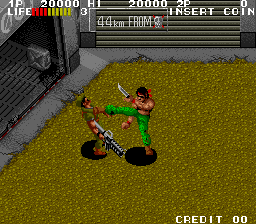 1P 20000 HI 20000 2P 0
LIFE 3 INSERT COIN
44km FROM
CREDIT 00